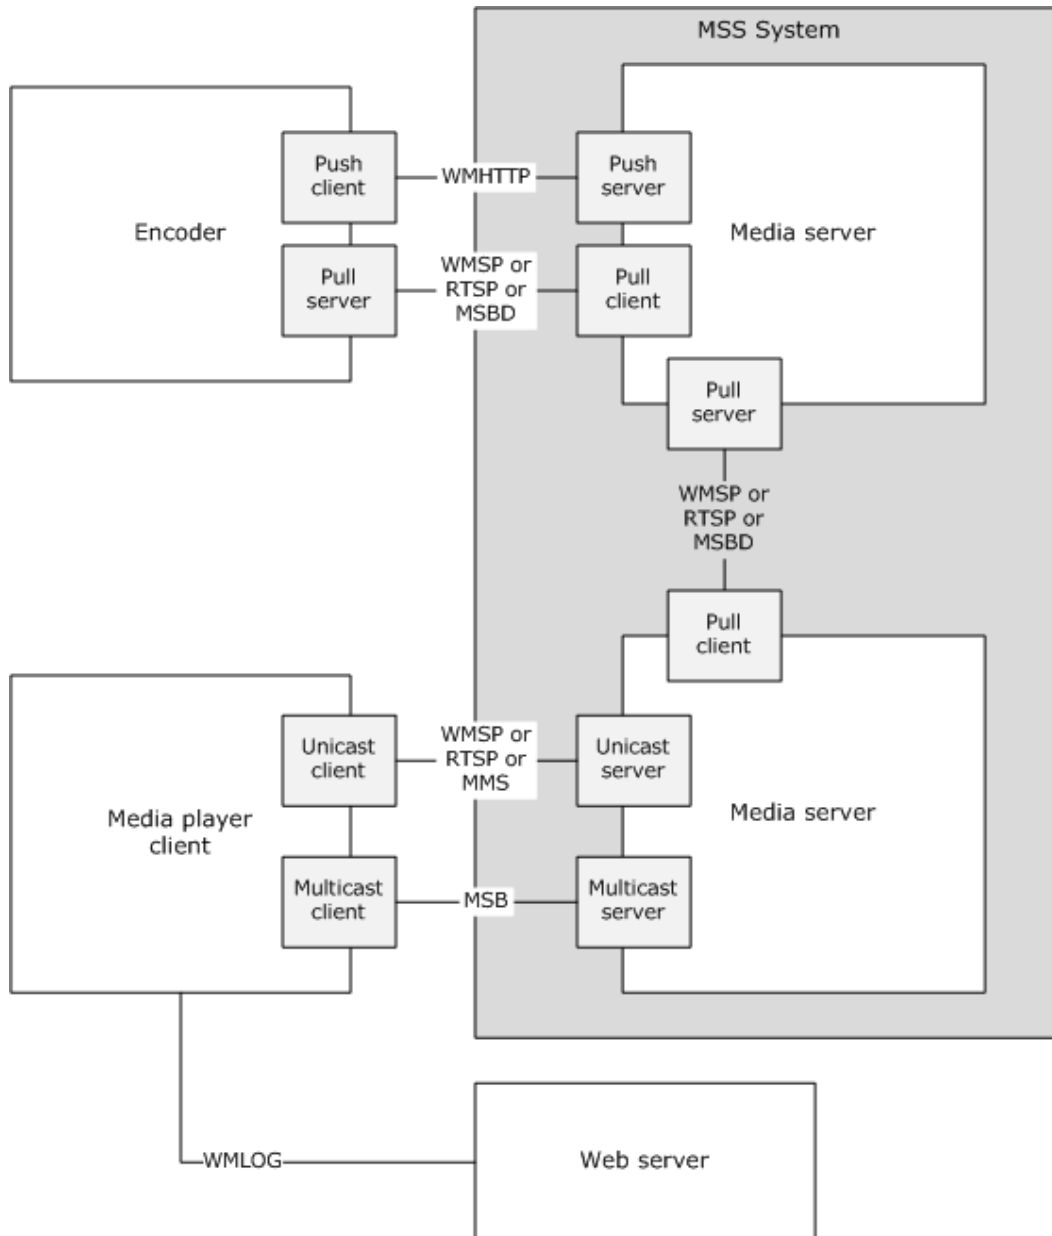 MSS System
Push
client
WMHTTP
Push
server
Encoder
Media server
Pull
server
WMSP or
RTSP or
MSBD
Pull
client
Pull
server
WMSP or
RTSP or
MSBD
Pull
client
Unicast
client
WMSP or
RTSP or
MMS
Unicast
server
Media player
client
Media server
Multicast
client
MSB
Multicast
server
WMLOG
Web server